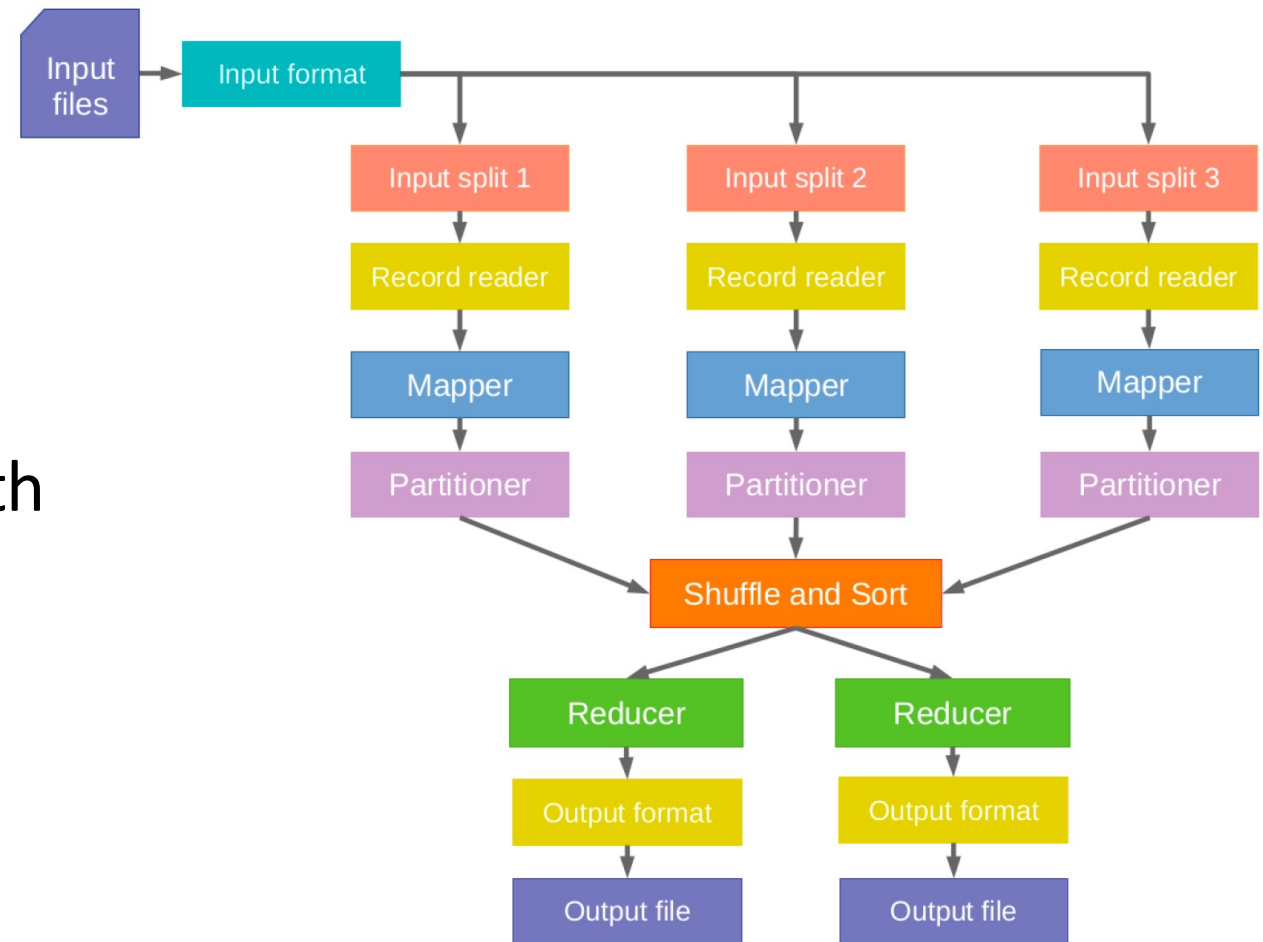 Input
files
Input format
Input split 1
Input split 2
Input split 3
Record reader
Record reader
Record reader
Mapper
Mapper
Mapper
th
Partitioner
Partitioner
Partitioner
Shuffle and Sort
Reducer
Reducer
Output format
Output format
Output file
Output file